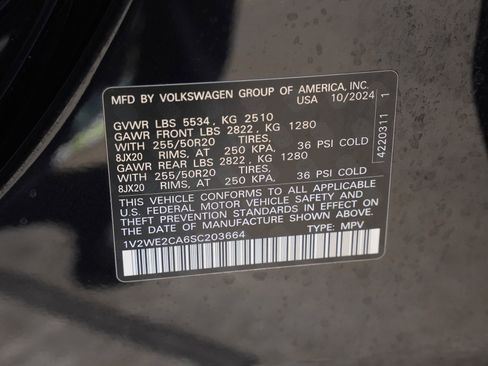 MFD BY VOLKSWAGEN GROUP OF AMERICA, INC.
USA 10/2024
GVWR LBS 5534, KG 2510
GAWR FRONT LBS 2822, KG 1280
WITH 255/50R20 TIRES,
8JX20 RIMS, AT 250 KPA. 36 PSI COLD
GAWR REAR LBS 2822, KG 1280
WITH 255/50R20 TIRES,
8JX20 RIMS, AT 250 KPA. 36 PSI COLD
THIS VEHICLE CONFORMS TO ALL APPLICABLE
U.S. FEDERAL MOTOR VEHICLE SAFETY AND
THEFT PREVENTION STANDARDS IN EFFECT ON
THE DATE OF MANUFACTURE SHOWN ABOVE.
1V2WE2CA6SC203664 TYPE: MPV
4220311 1